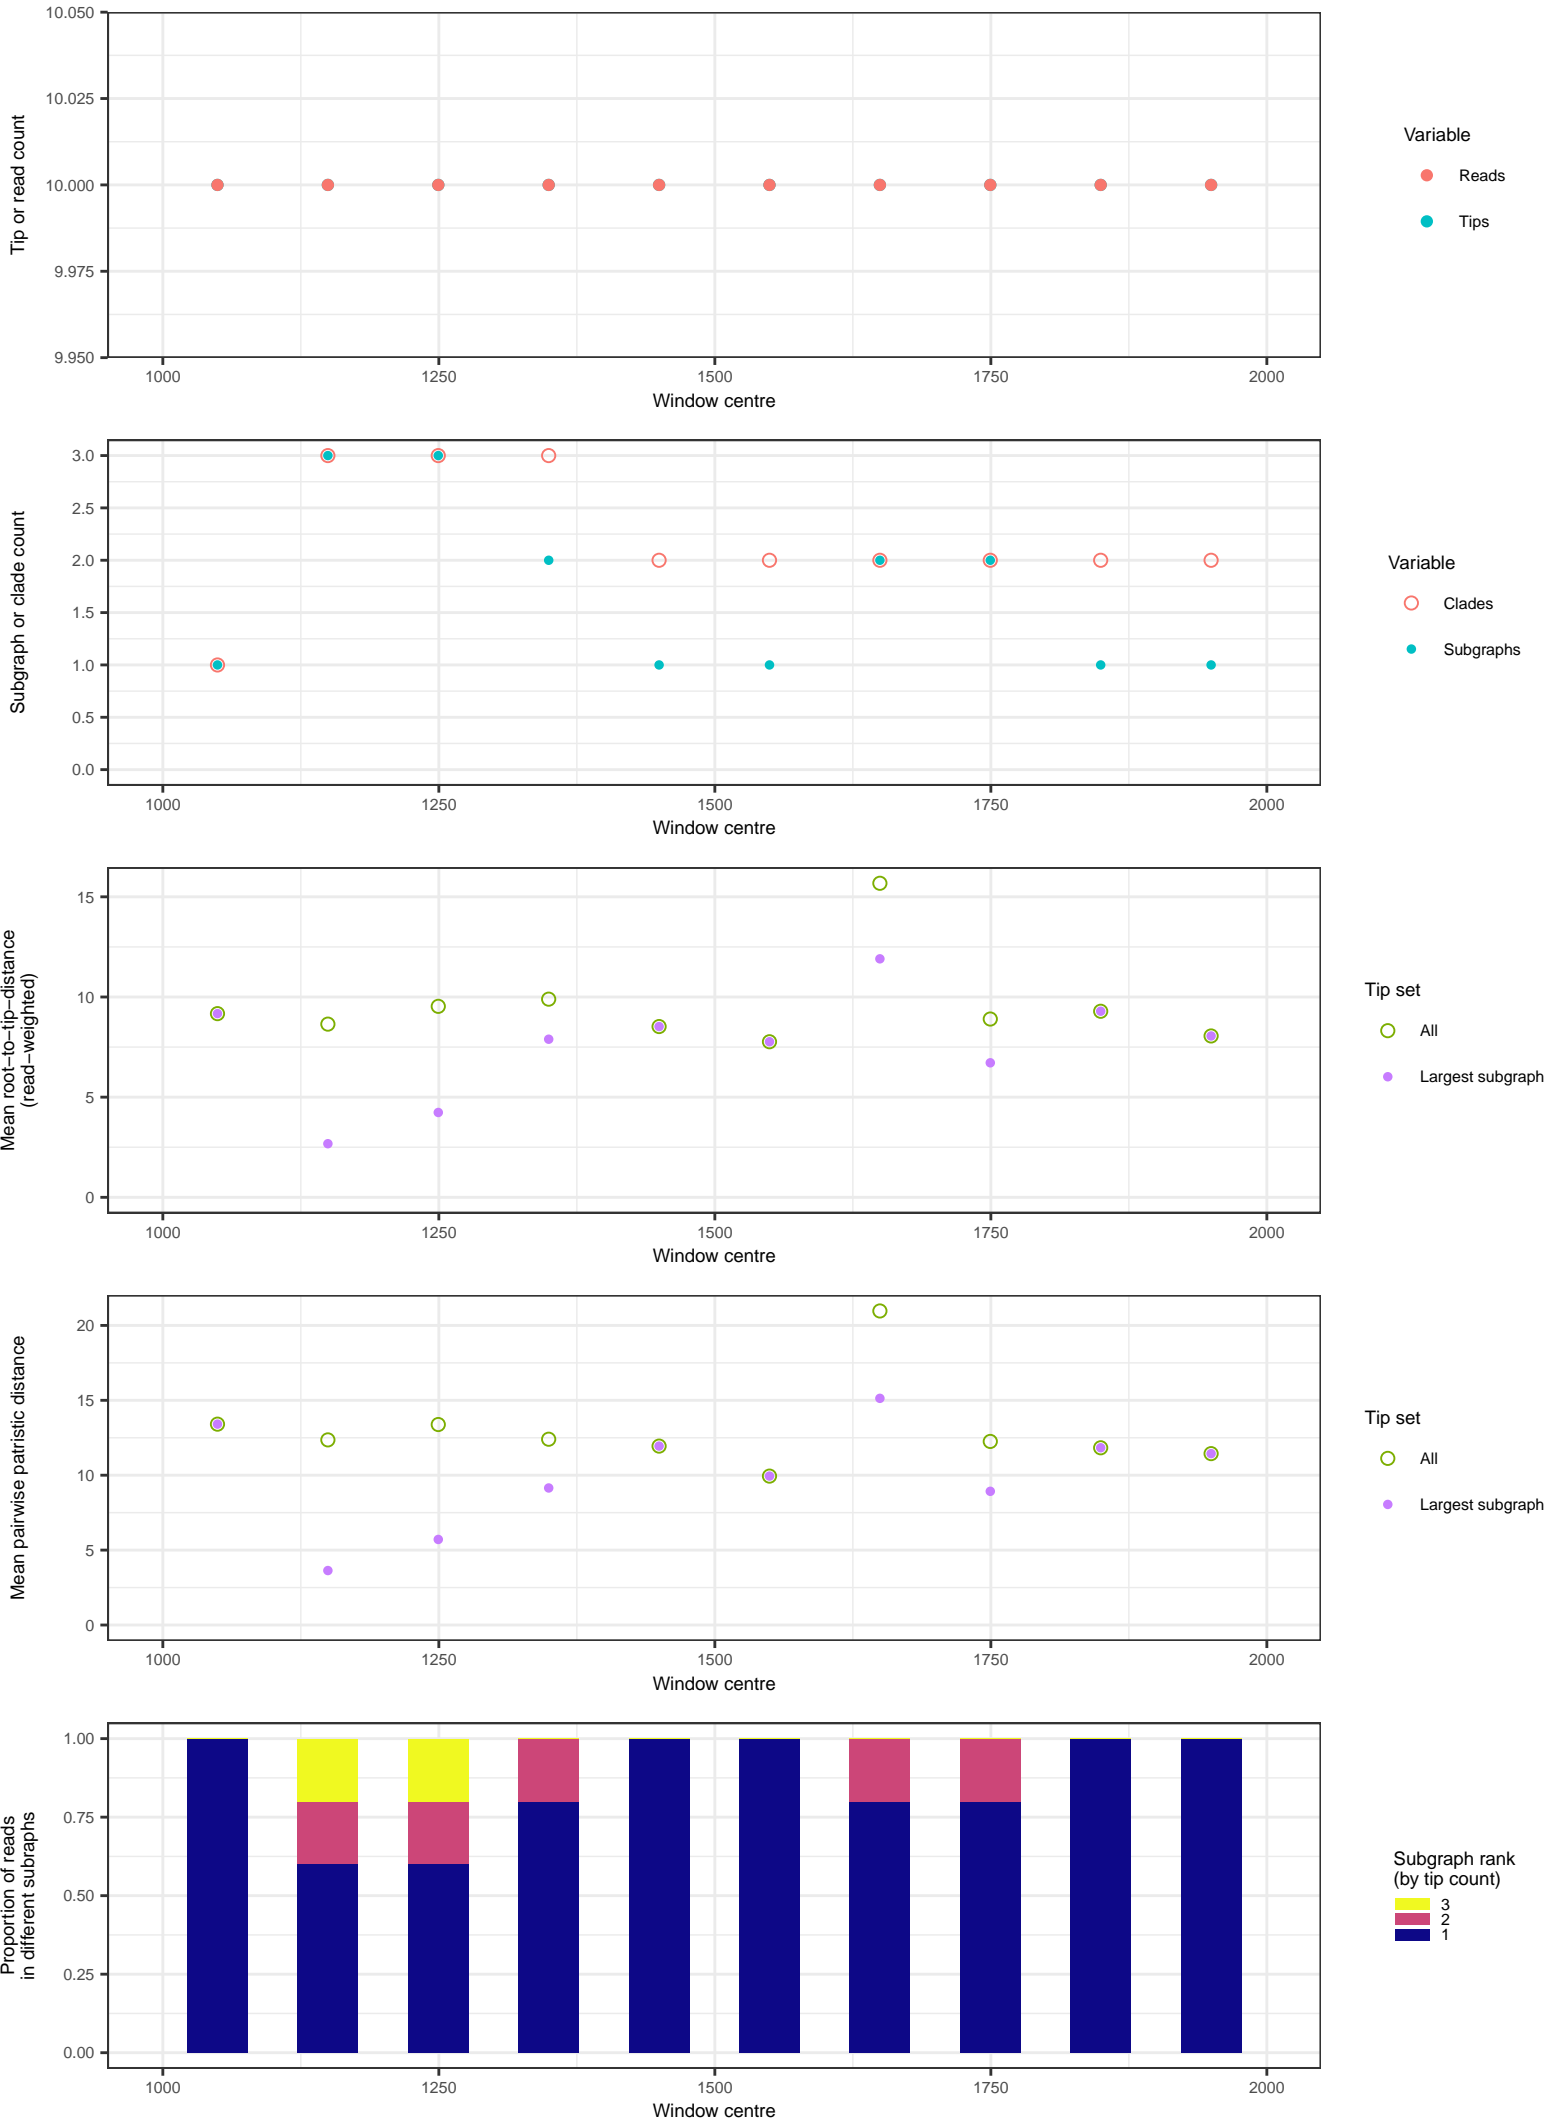 10.050
10.025
10.000
9.975
9.950
Tip or read count
1000 1250 1500 1750 2000
Window centre
Variable
Reads
Tips
3.0
2.5
2.0
1.5
1.0
0.5
0.0
Subgraph or clade count
1000 1250 1500 1750 2000
Window centre
Variable
Clades
Subgraphs
15
10
5
0
Mean root−to−tip−distance
(read−weighted)
1000 1250 1500 1750 2000
Window centre
Tip set
All
Largest subgraph
20
15
10
5
0
Mean pairwise patristic distance
1000 1250 1500 1750 2000
Window centre
Tip set
All
Largest subgraph
1.00
0.75
0.50
0.25
0.00
Proportion of reads
in different subraphs
1000 1250 1500 1750 2000
Window centre
Subgraph rank
(by tip count)
3
2
1